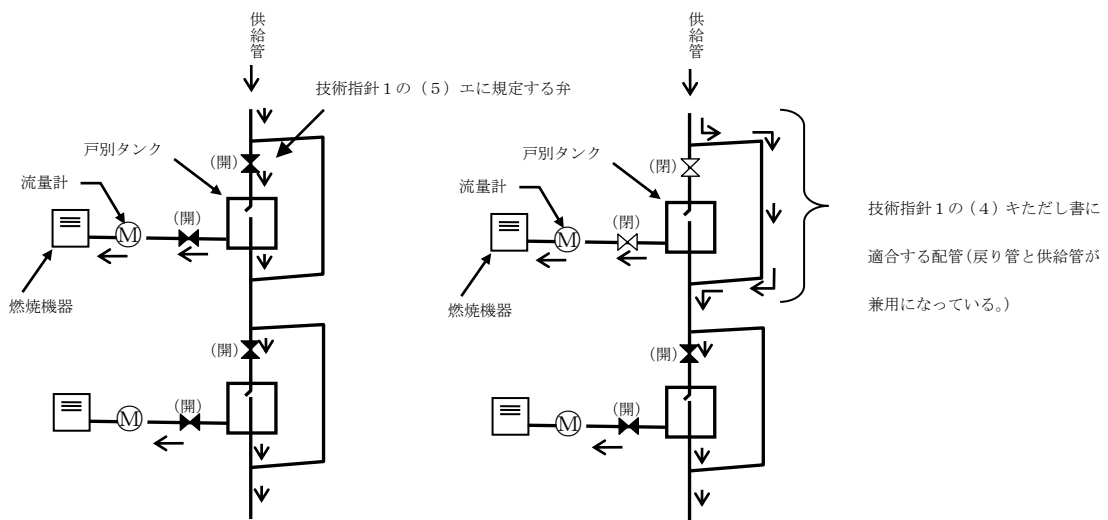 供給管
技術指針1の(5)エに規定する弁
(開)
戸別タンク
流量計
(開)
M
燃焼機器
(開)
(開)
M
供給管
(閉)
戸別タンク
流量計
(閉)
M
燃焼機器
(開)
(開)
M
技術指針1の(4)キただし書に
適合する配管(戻り管と供給管が
兼用になっている。)